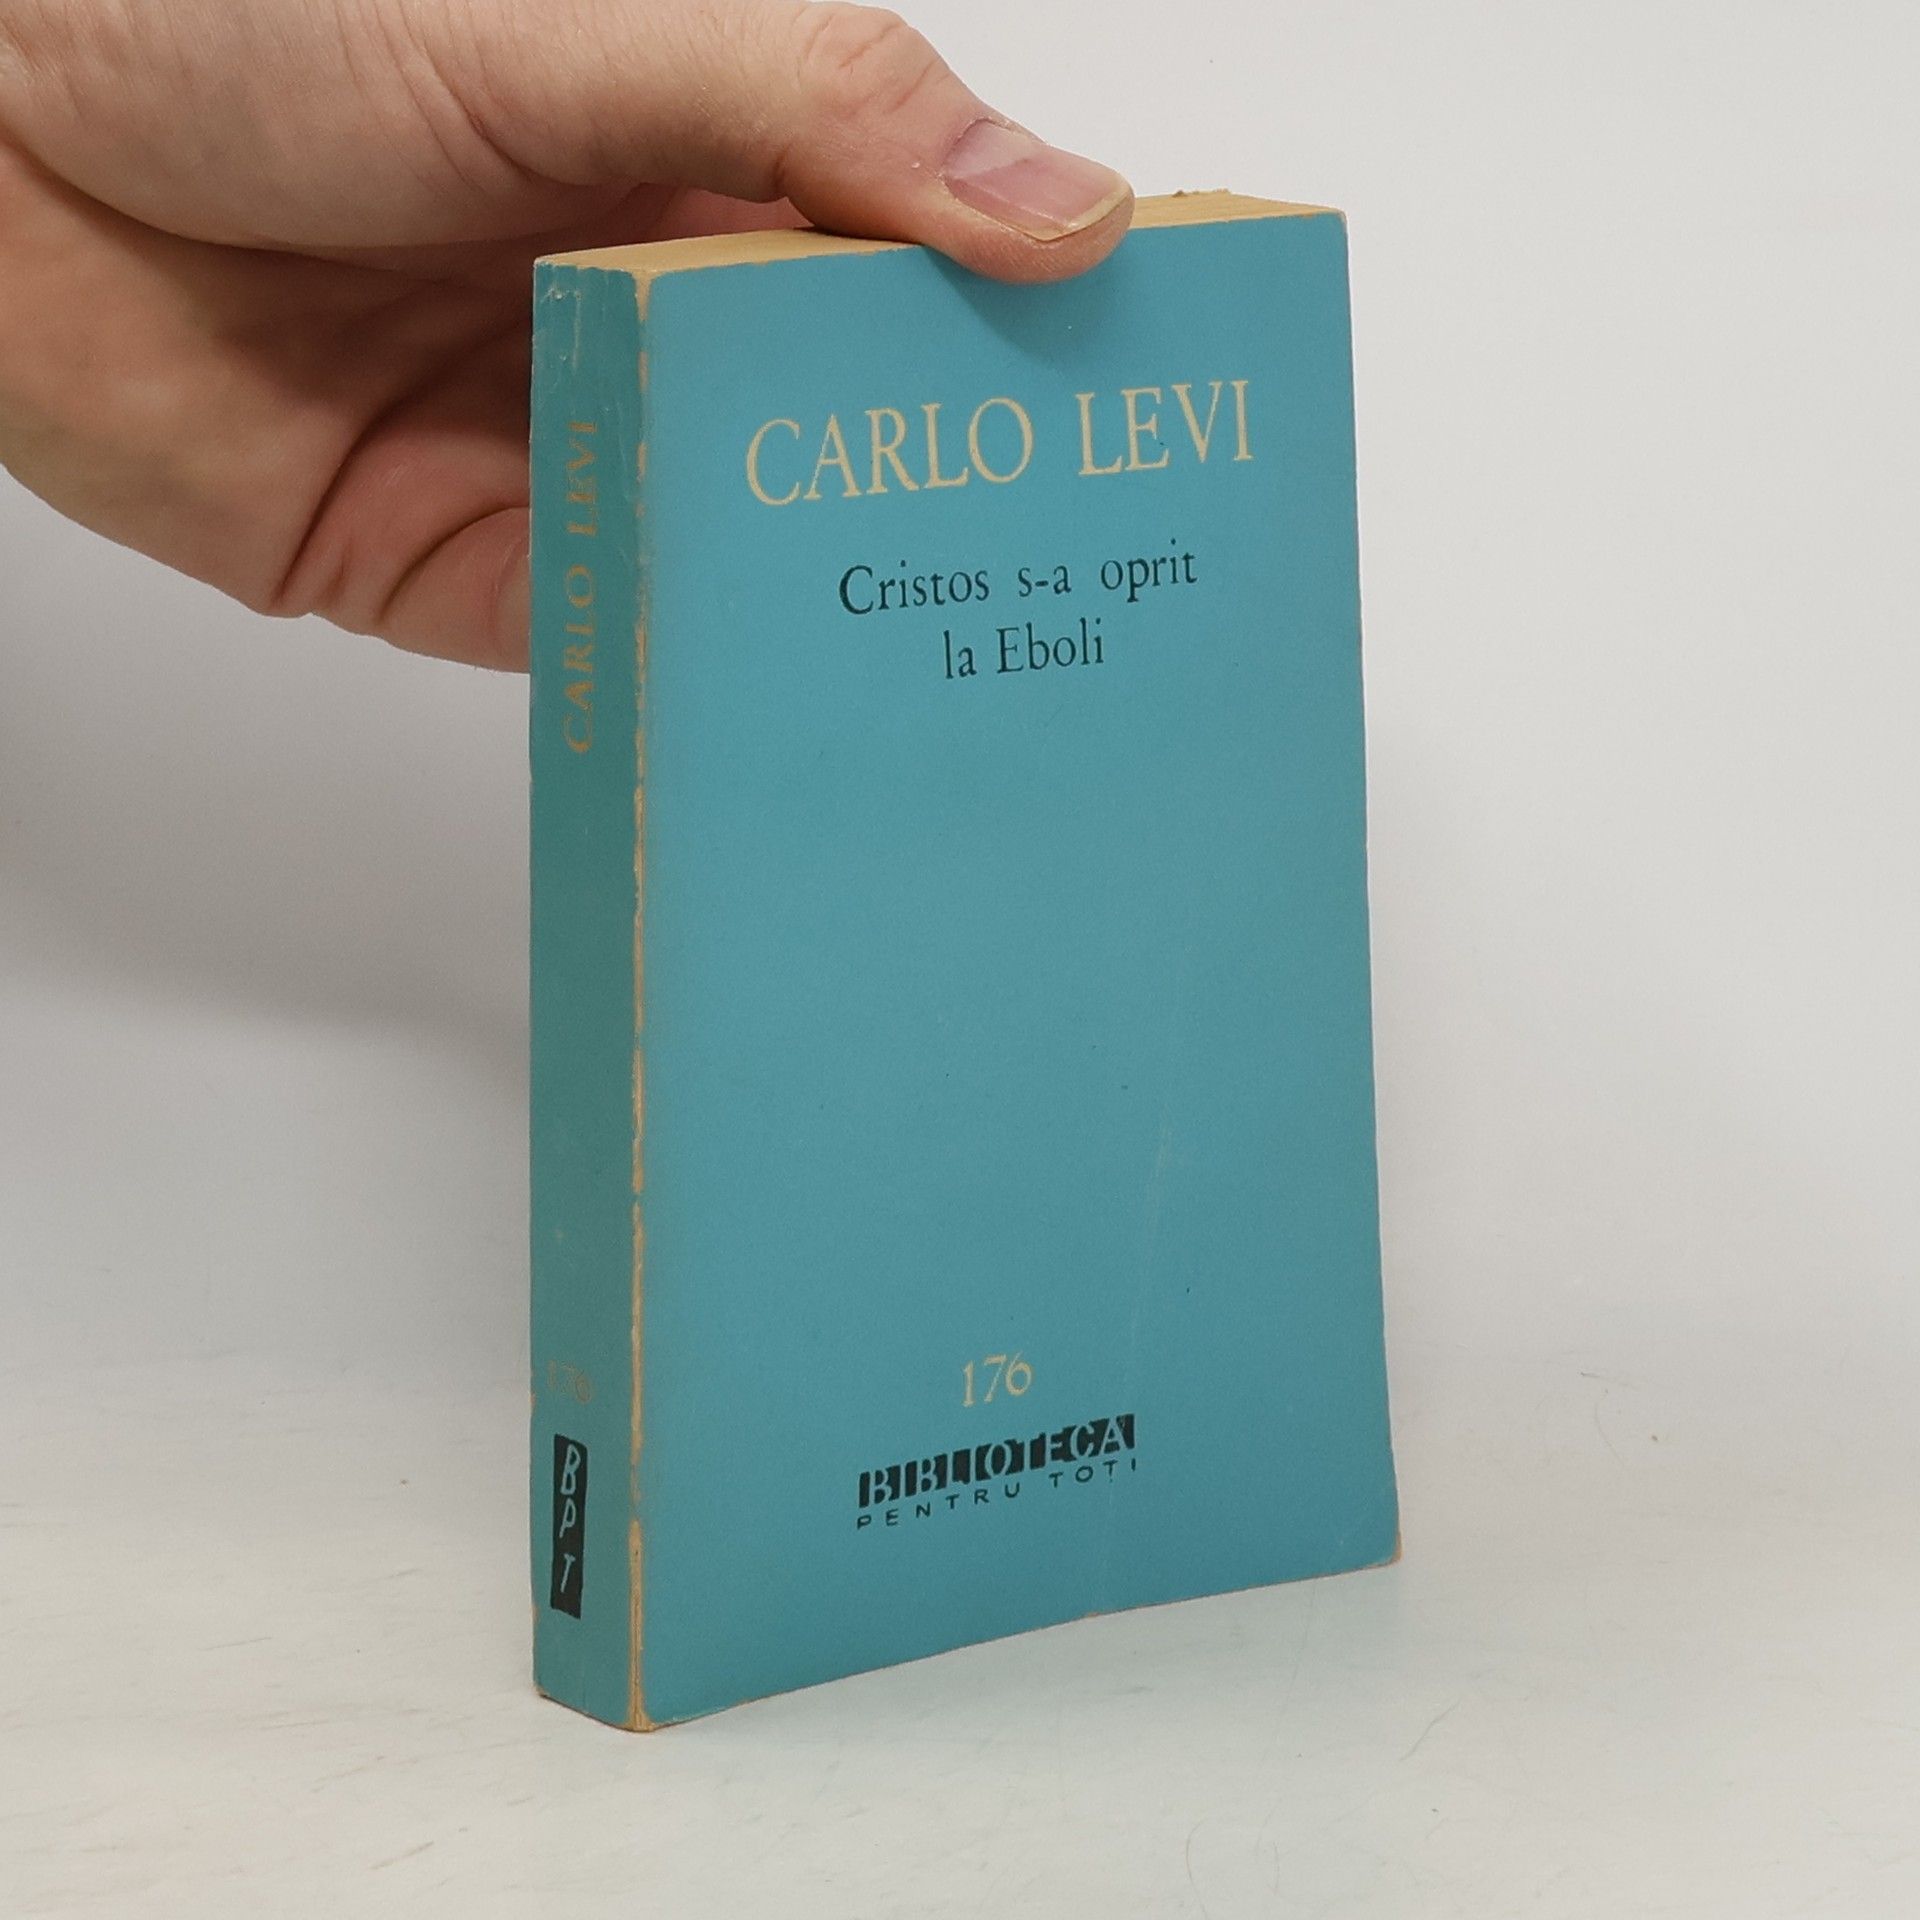 CARLO LEVI
Cristos s-a oprit
la Eboli
176
BIBLIOTECA
PENTRU TOȚI
CARLO LEVI
176
BPT